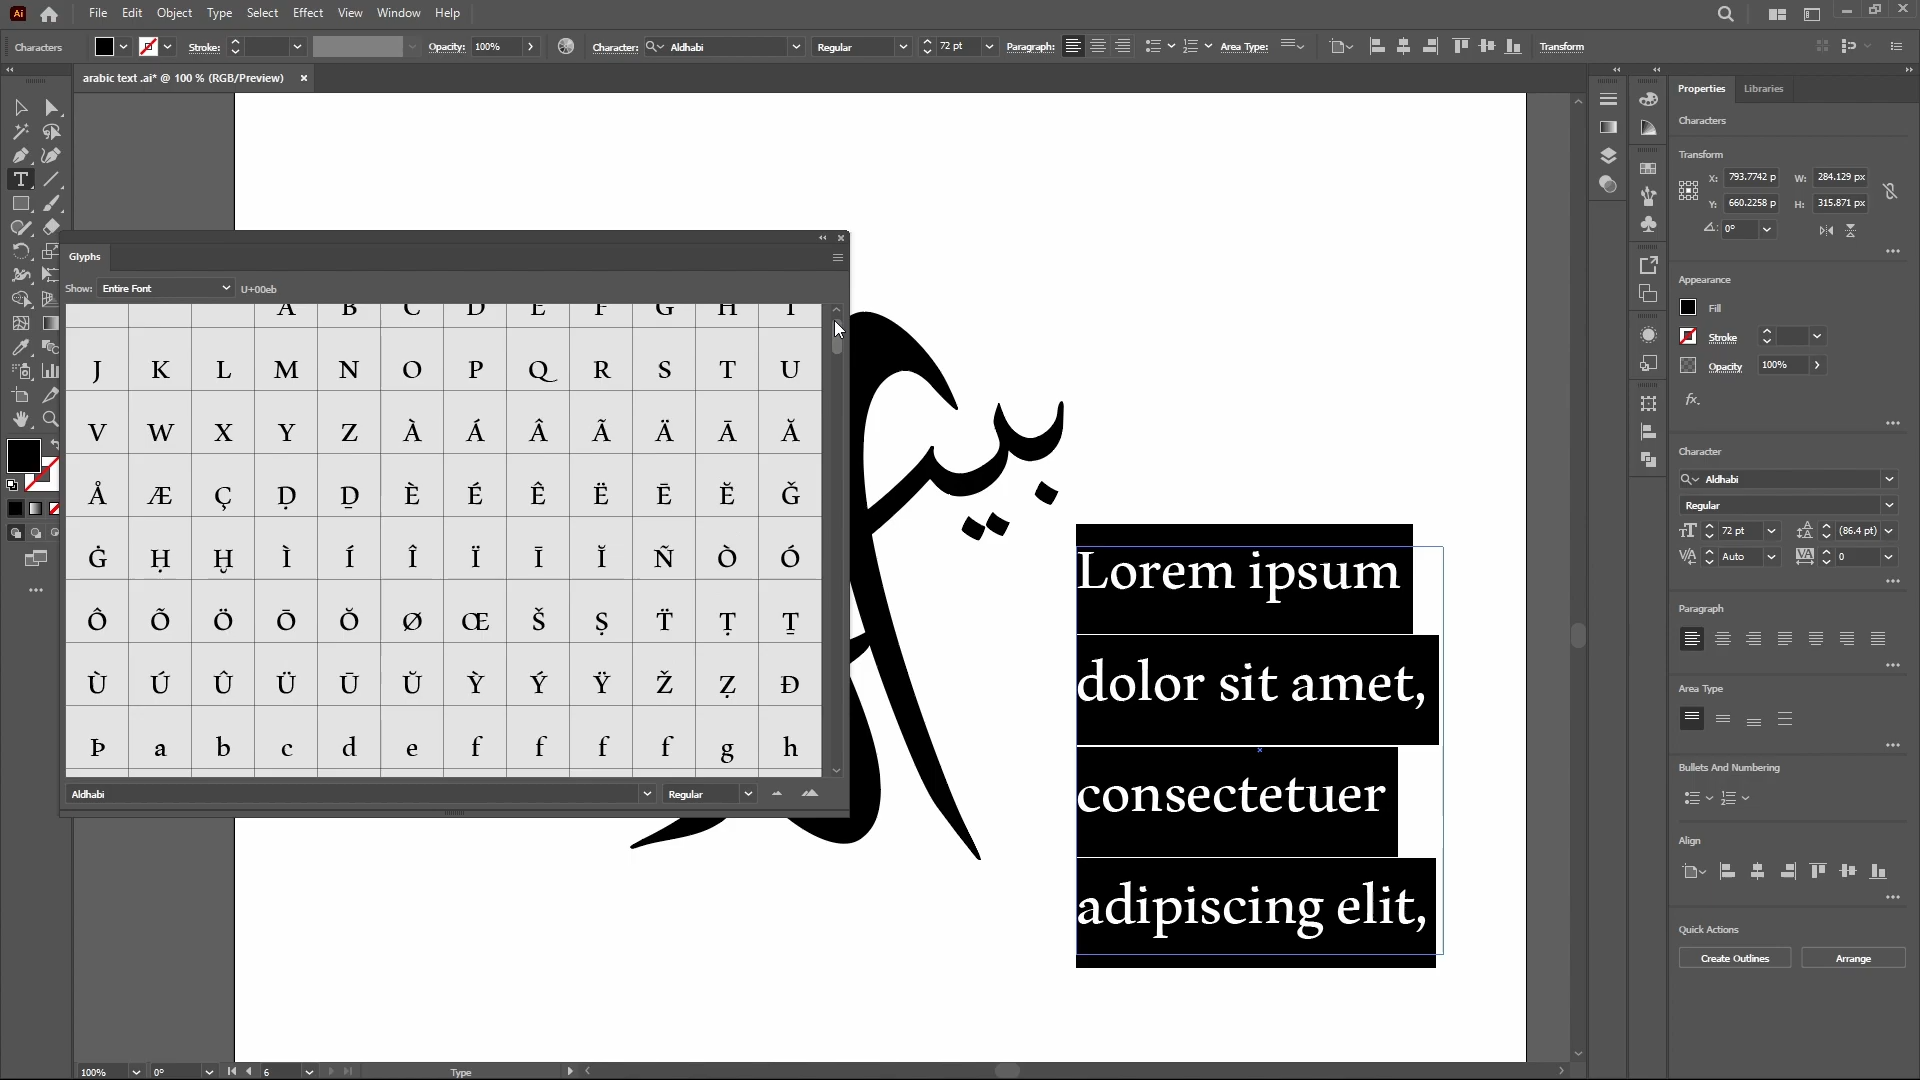 Ai
File Edit Object Type Select Effect View Window Help
Characters Stroke: Opacity: 100% Character: Aldhabi Regular 72 pt Paragraph: Area Type: Transform
arabic text .ai* @ 100 % (RGB/Preview)
Properties Libraries
Characters
Transform
X: 793.7742 p W: 284.129 px
Y: 660.2258 p H: 315.871 px
0°
Appearance
Fill
Stroke
Opacity 100%
fx.
Character
Aldhabi
Regular
72 pt (86.4 pt)
Auto 0
Paragraph
Area Type
Bullets And Numbering
Align
Quick Actions
Create Outlines Arrange
Glyphs
Show: Entire Font U+00eb
A B C D E F G H I
J K L M N O P Q R S T U
V W X Y Z À Á Â Ã Ä Ā Ă
Å Æ Ç Ḍ Ḏ È É Ê Ë Ē Ĕ Ğ
Ġ Ḥ Ḫ Ì Í Î Ï Ī Ĭ Ñ Ò Ó
Ô Õ Ö Ō Ŏ Ø Œ Š Ṣ T̈ Ṭ Ṯ
Ù Ú Û Ü Ū Ŭ Ỳ Ý Ÿ Ž Ẓ Đ
Þ a b c d e f f f f g h
Aldhabi Regular
Lorem ipsum
dolor sit amet,
consectetuer
adipiscing elit,
100% 0° 6 Type